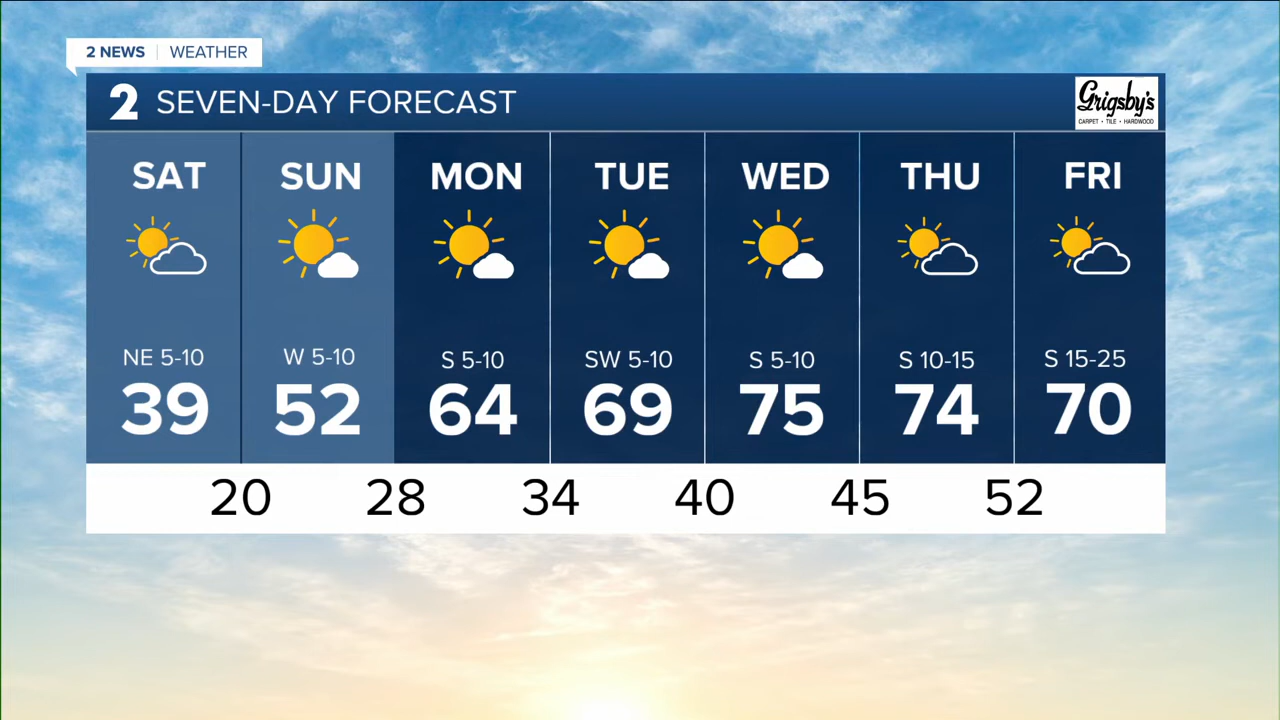 2 NEWS | WEATHER
2 SEVEN-DAY FORECAST
Grigsby's
CARPET • TILE • HARDWOOD
SAT SUN MON TUE WED THU FRI
NE 5-10 W 5-10 S 5-10 SW 5-10 S 5-10 S 10-15 S 15-25
39 52 64 69 75 74 70
20 28 34 40 45 52